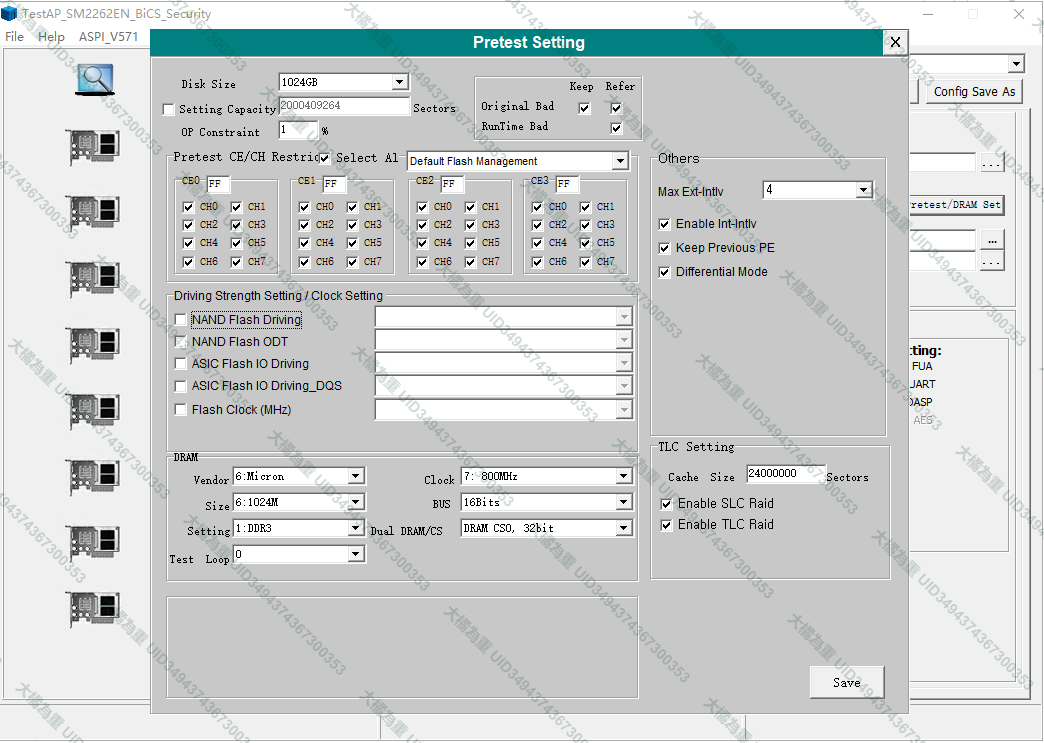 TestAP_SM2262EN_BiCS_Security
File Help ASPI_V571
Pretest Setting
X
Config Save As
Disk Size 1024GB
Setting Capacity 2000409264 Sectors
OP Constraint 1 %
Keep Refer
Original Bad
RunTime Bad
Pretest CE/CH Restric Select Al Default Flash Management
CE0 FF CE1 FF CE2 FF CE3 FF
CH0 CH1 CH0 CH1 CH0 CH1 CH0 CH1
CH2 CH3 CH2 CH3 CH2 CH3 CH2 CH3
CH4 CH5 CH4 CH5 CH4 CH5 CH4 CH5
CH6 CH7 CH6 CH7 CH6 CH7 CH6 CH7
Others
Max Ext-Intlv 4
Enable Int-Intlv
Keep Previous PE
Differential Mode
...
retest/DRAM Set
...
...
Driving Strength Setting / Clock Setting
NAND Flash Driving
NAND Flash ODT
ASIC Flash IO Driving
ASIC Flash IO Driving_DQS
Flash Clock (MHz)
tting:
FUA
UART
DASP
AES
DRAM
Vendor 6:Micron Clock 7: 800MHz
Size 6:1024M BUS 16Bits
Setting 1:DDR3 Dual DRAM/CS DRAM CS0, 32bit
Test Loop 0
TLC Setting
Cache Size 24000000 Sectors
Enable SLC Raid
Enable TLC Raid
Save
大橘為重 UID3494374367300353